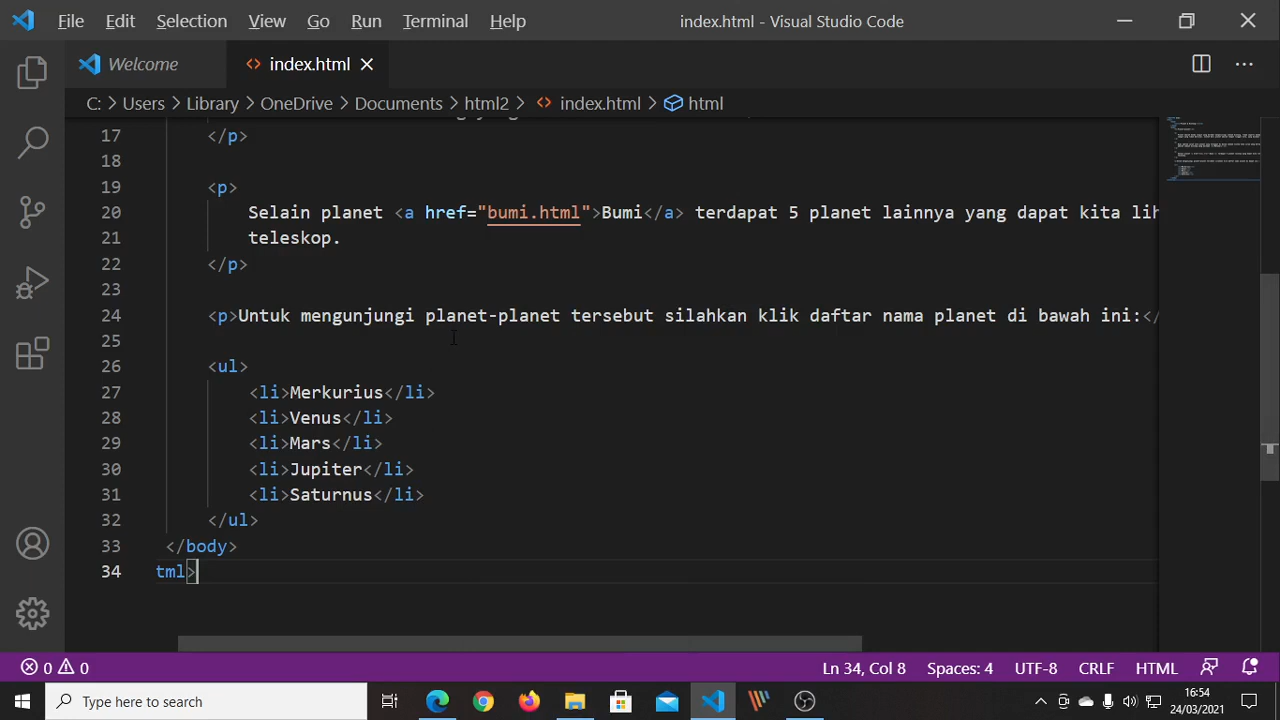 File Edit Selection View Go Run Terminal Help index.html - Visual Studio Code
Welcome index.html
C: > Users > Library > OneDrive > Documents > html2 > index.html > html
17 </p>
18
19 <p>
20 Selain planet <a href="bumi.html">Bumi</a> terdapat 5 planet lainnya yang dapat kita lih
21 teleskop.
22 </p>
23
24 <p>Untuk mengunjungi planet-planet tersebut silahkan klik daftar nama planet di bawah ini:</
25
26 <ul>
27 <li>Merkurius</li>
28 <li>Venus</li>
29 <li>Mars</li>
30 <li>Jupiter</li>
31 <li>Saturnus</li>
32 </ul>
33 </body>
34 tml>
0 0 Ln 34, Col 8 Spaces: 4 UTF-8 CRLF HTML
Type here to search
16:54
24/03/2021